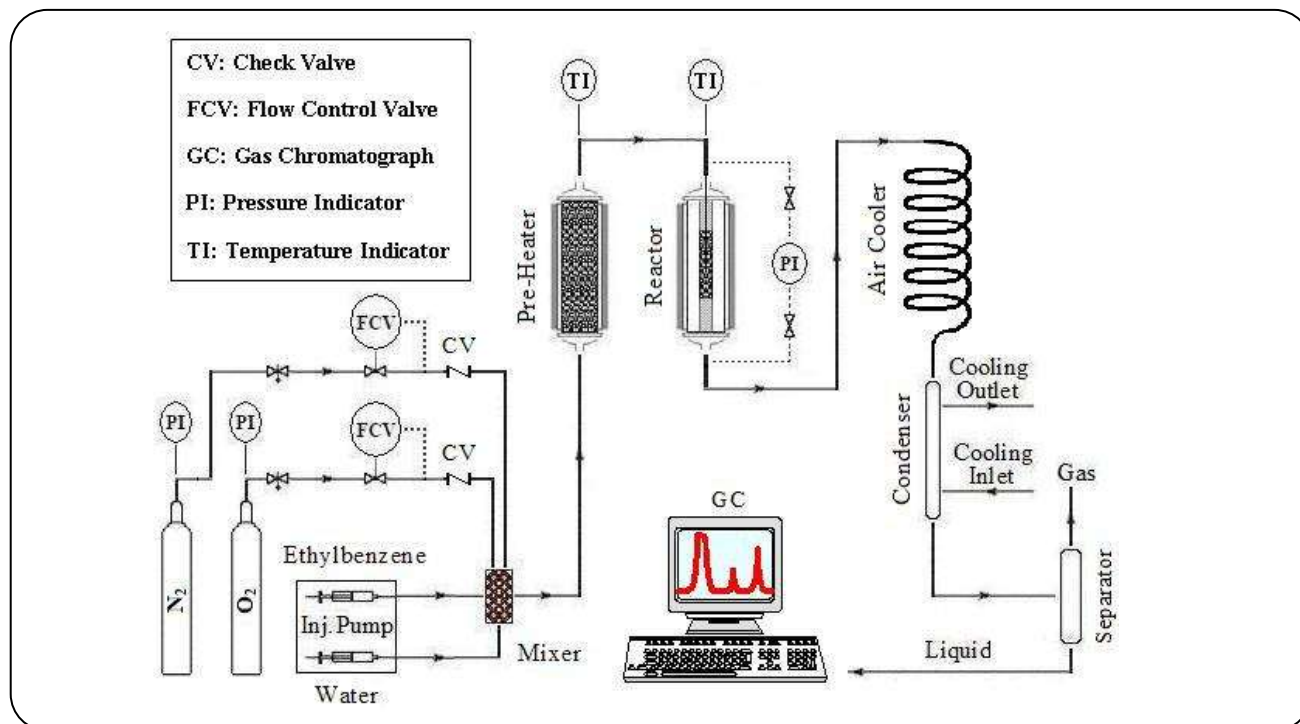 CV: Check Valve
FCV: Flow Control Valve
GC: Gas Chromatograph
PI: Pressure Indicator
TI: Temperature Indicator
TI
TI
Pre-Heater
Reactor
PI
Air Cooler
FCV
CV
PI
PI
FCV
CV
N₂
O₂
Ethylbenzene
Inj. Pump
Water
Mixer
GC
Condenser
Cooling
Outlet
Cooling
Inlet
Gas
Separator
Liquid